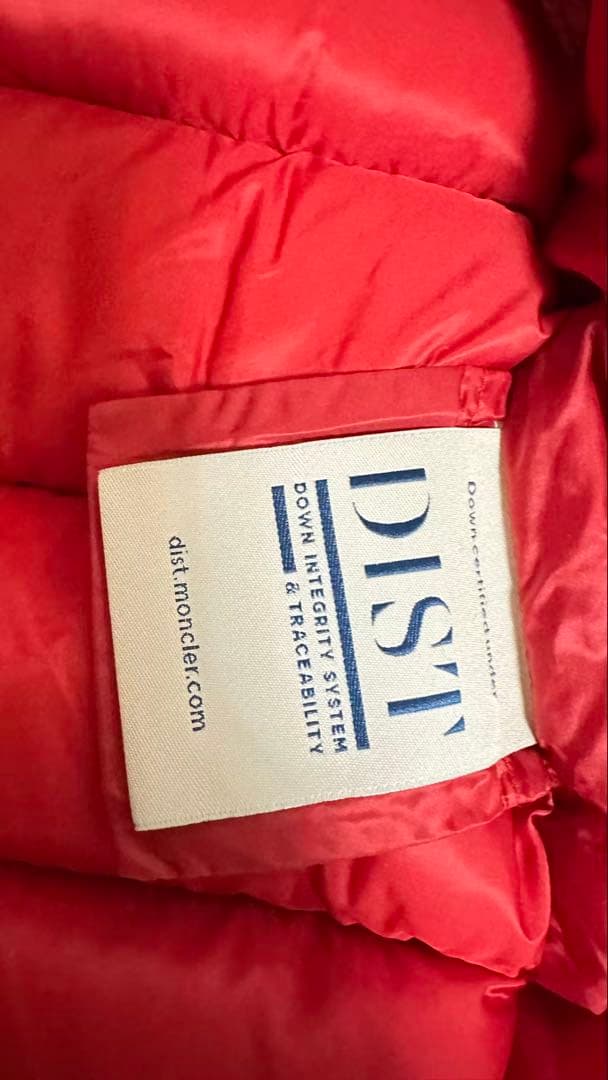 Down certified under
DIST
DOWN INTEGRITY SYSTEM
& TRACEABILITY
dist.moncler.com